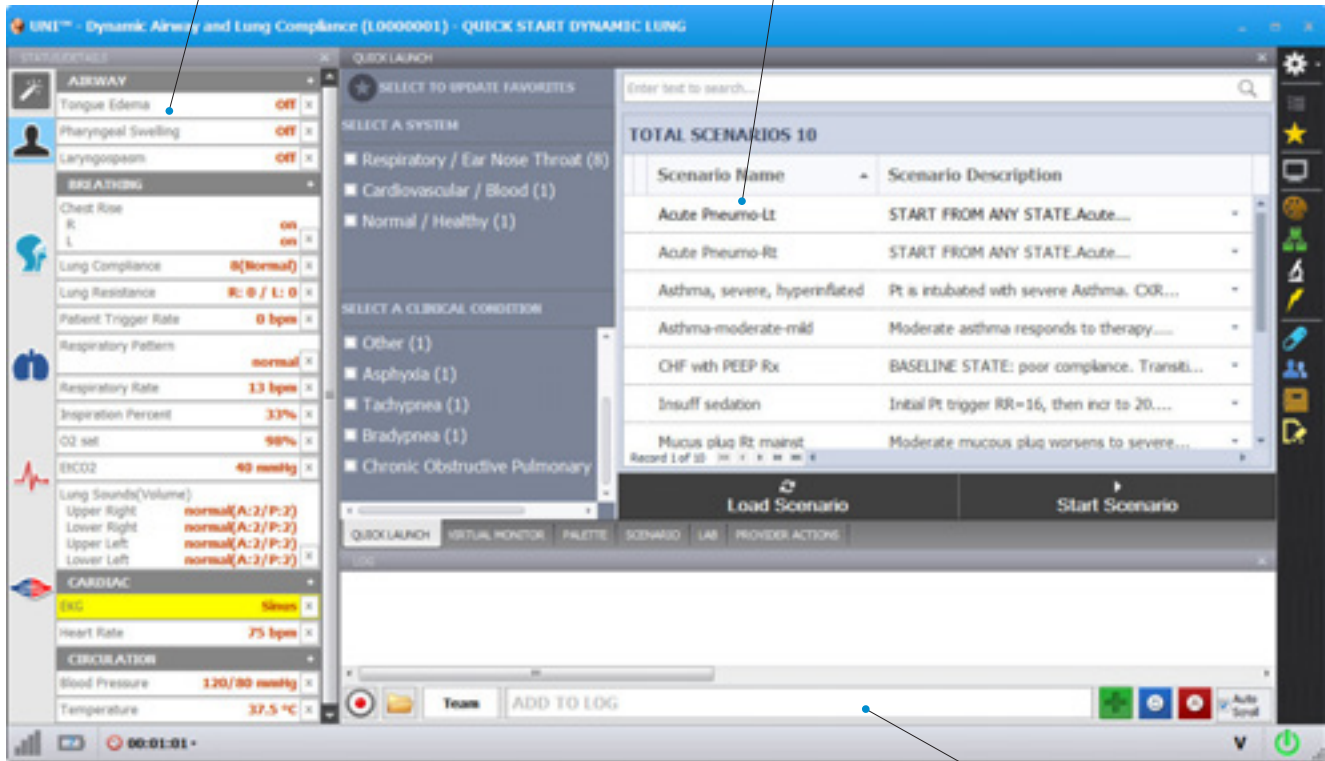 UNI™ - Dynamic Airway and Lung Compliance (L0000001) - QUICK START DYNAMIC LUNG
STATUS/DETAILS
AIRWAY
Tongue Edema Off
Pharyngeal Swelling Off
Laryngospasm Off
BREATHING
Chest Rise
R on
L on
Lung Compliance 8(Normal)
Lung Resistance R: 0 / L: 0
Patient Trigger Rate 0 bpm
Respiratory Pattern
normal
Respiratory Rate 13 bpm
Inspiration Percent 33%
O2 sat 98%
EtCO2 40 mmHg
Lung Sounds(Volume)
Upper Right normal(A:2/P:2)
Lower Right normal(A:2/P:2)
Upper Left normal(A:2/P:2)
Lower Left normal(A:2/P:2)
CARDIAC
EKG Sinus
Heart Rate 75 bpm
CIRCULATION
Blood Pressure 120/80 mmHg
Temperature 37.5 °C
QUICK LAUNCH
SELECT TO UPDATE FAVORITES
SELECT A SYSTEM
Respiratory / Ear Nose Throat (8)
Cardiovascular / Blood (1)
Normal / Healthy (1)
SELECT A CLINICAL CONDITION
Other (1)
Asphyxia (1)
Tachypnea (1)
Bradypnea (1)
Chronic Obstructive Pulmonary
Enter text to search...
TOTAL SCENARIOS 10
Scenario Name Scenario Description
Acute Pneumo-Lt START FROM ANY STATE.Acute....
Acute Pneumo-Rt START FROM ANY STATE.Acute....
Asthma, severe, hyperinflated Pt is intubated with severe Asthma. CXR...
Asthma-moderate-mild Moderate asthma responds to therapy.....
CHF with PEEP Rx BASELINE STATE: poor compliance. Transiti...
Insuff sedation Initial Pt trigger RR=16, then incr to 20....
Mucus plug Rt mainst Moderate mucous plug worsens to severe...
Record 1 of 10
Load Scenario Start Scenario
QUICK LAUNCH VIRTUAL MONITOR PALETTE SCENARIO LAB PROVIDER ACTIONS
LOG
Team ADD TO LOG Auto Scroll
00:01:01
V